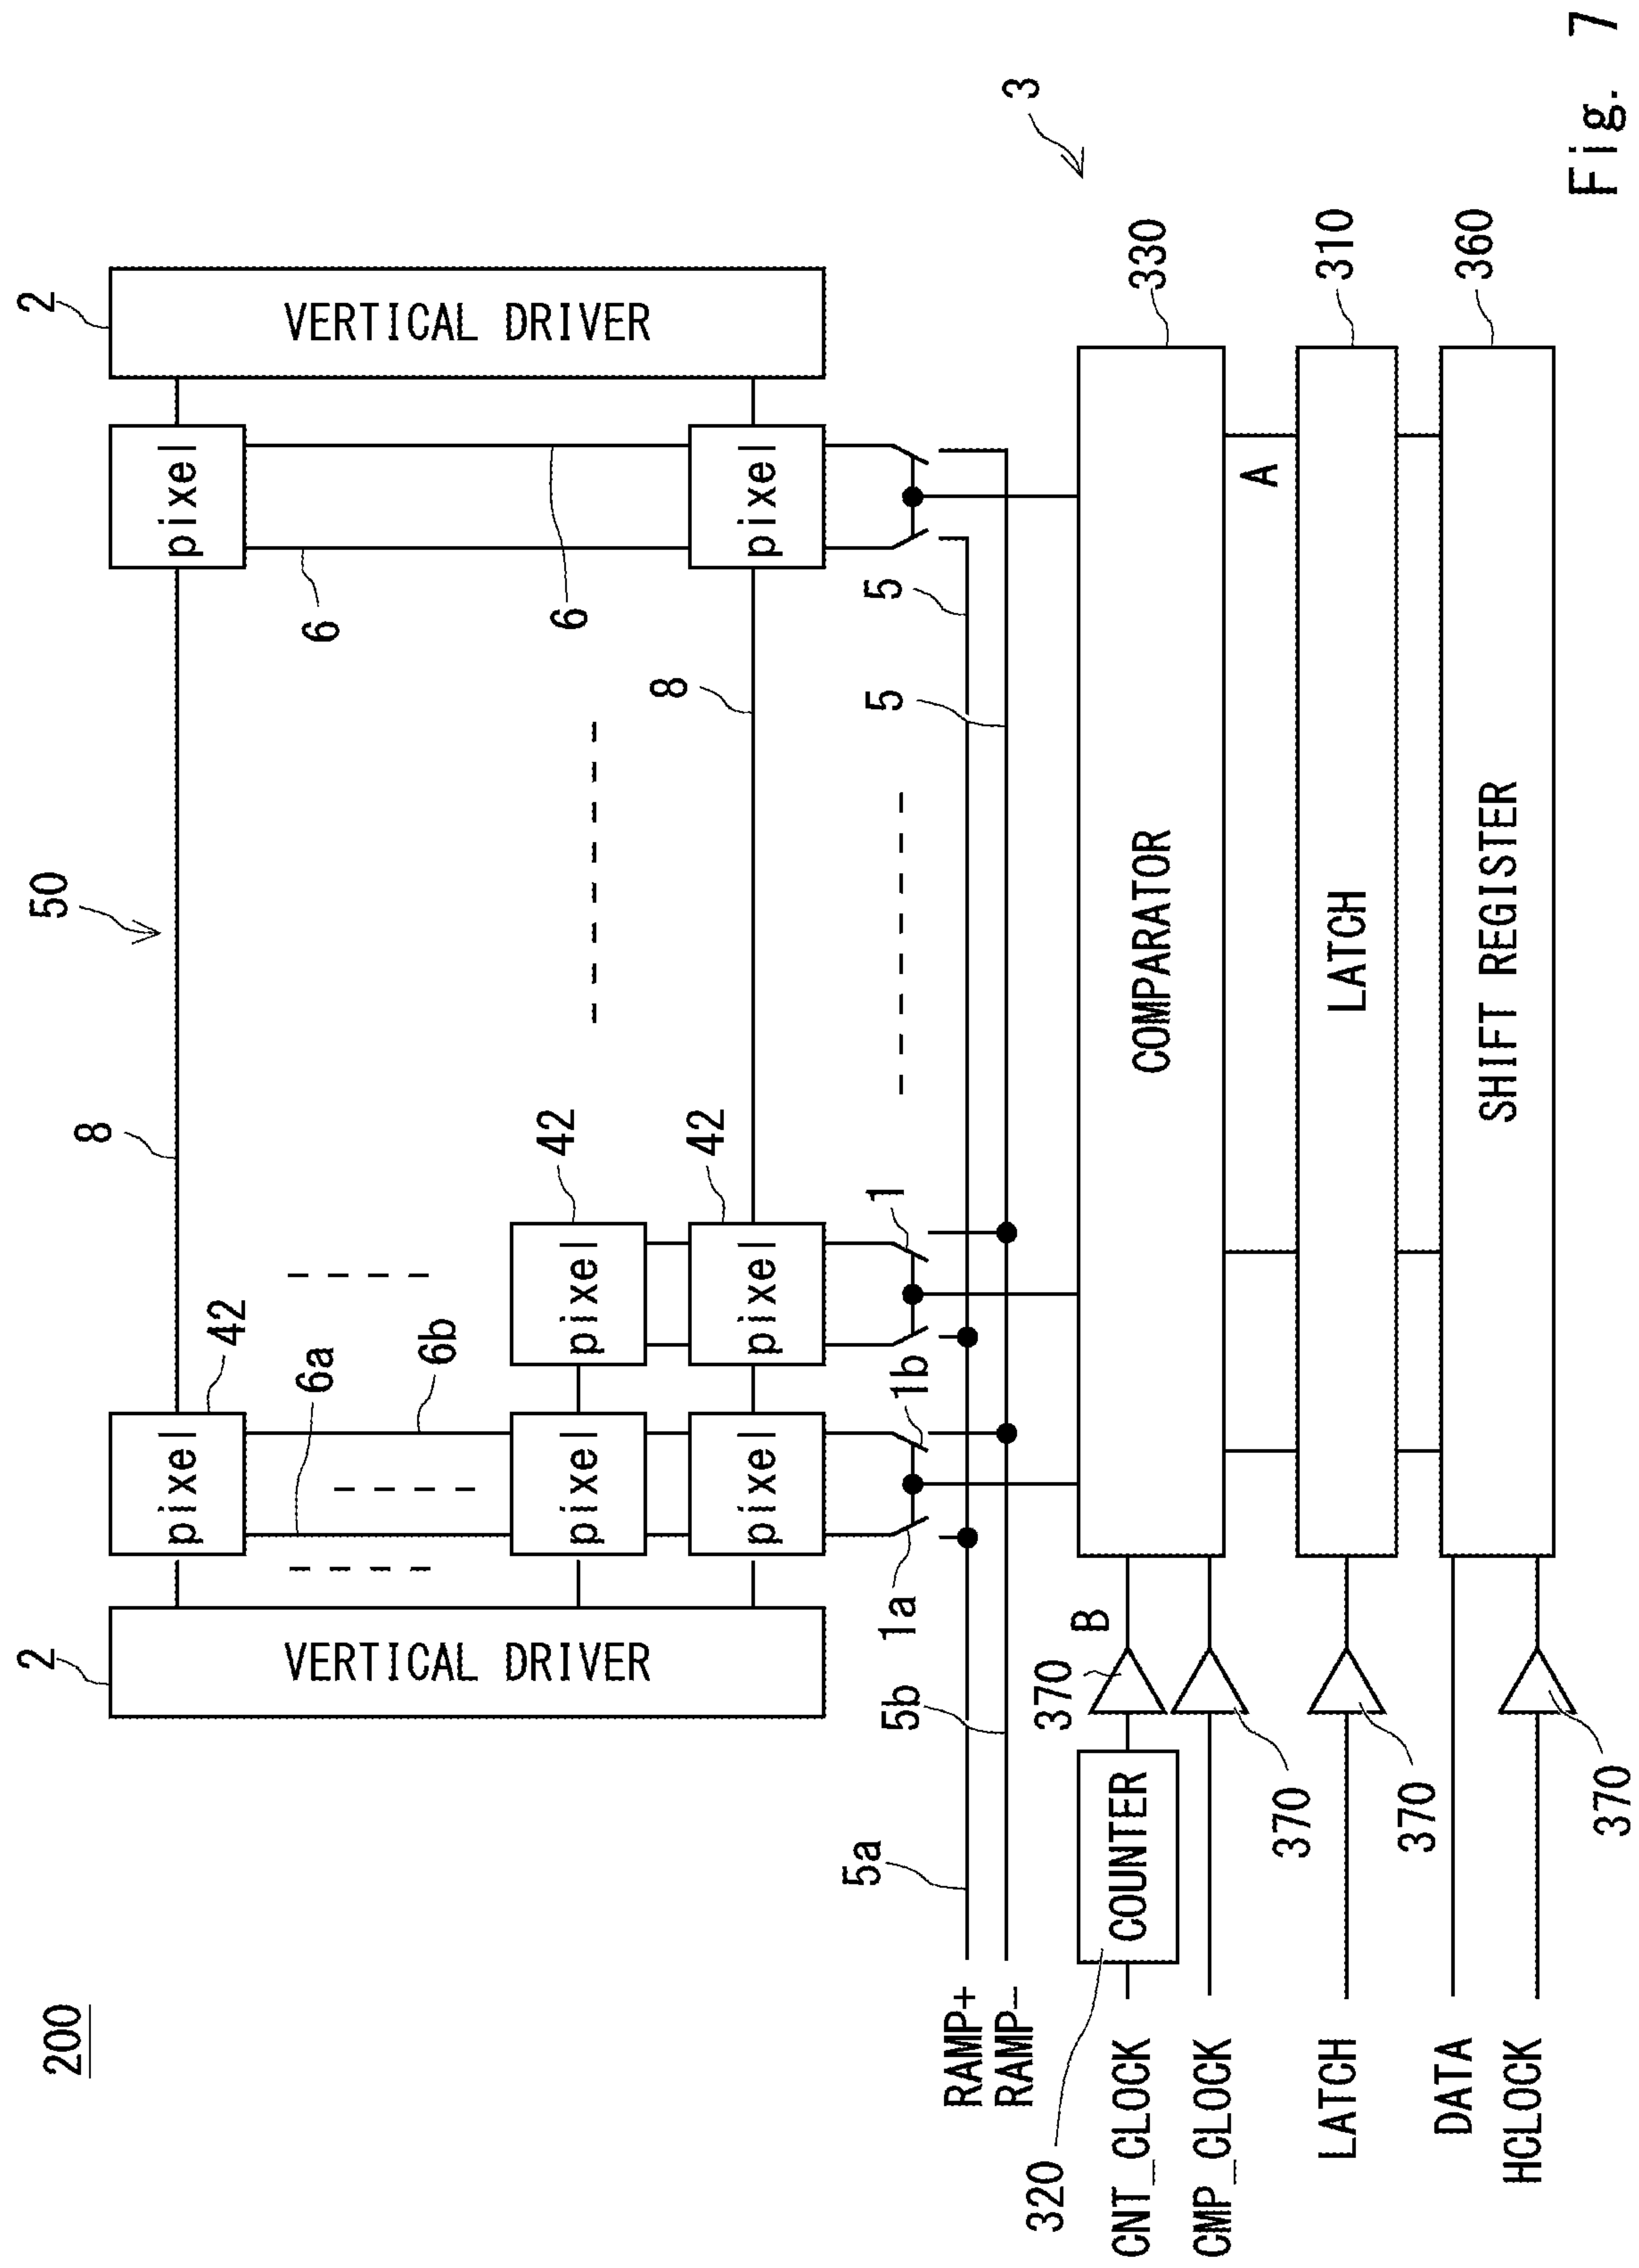 200
50
2
8
2
VERTICAL DRIVER
pixel
42
pixel
VERTICAL DRIVER
6a
6b
6
6
pixel
pixel
42
8
pixel
pixel
42
pixel
5a
5b
1a
1b
1
5
5
RAMP+
RAMP−
3
320
370
B
330
CNT_CLOCK
COUNTER
COMPARATOR
CMP_CLOCK
370
A
310
LATCH
370
LATCH
360
DATA
SHIFT REGISTER
HCLOCK
370
Fig. 7